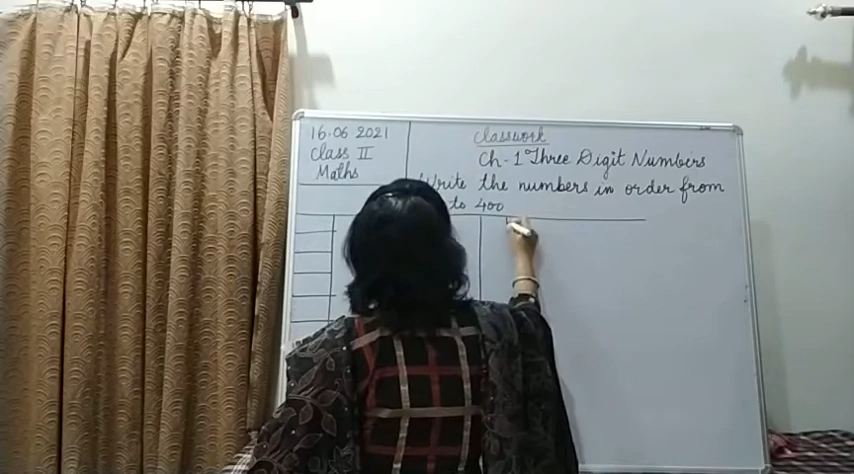 16.06 2021
Class II
Maths
Classwork
Ch-1 Three Digit Numbers
Write the numbers in order from
to 400